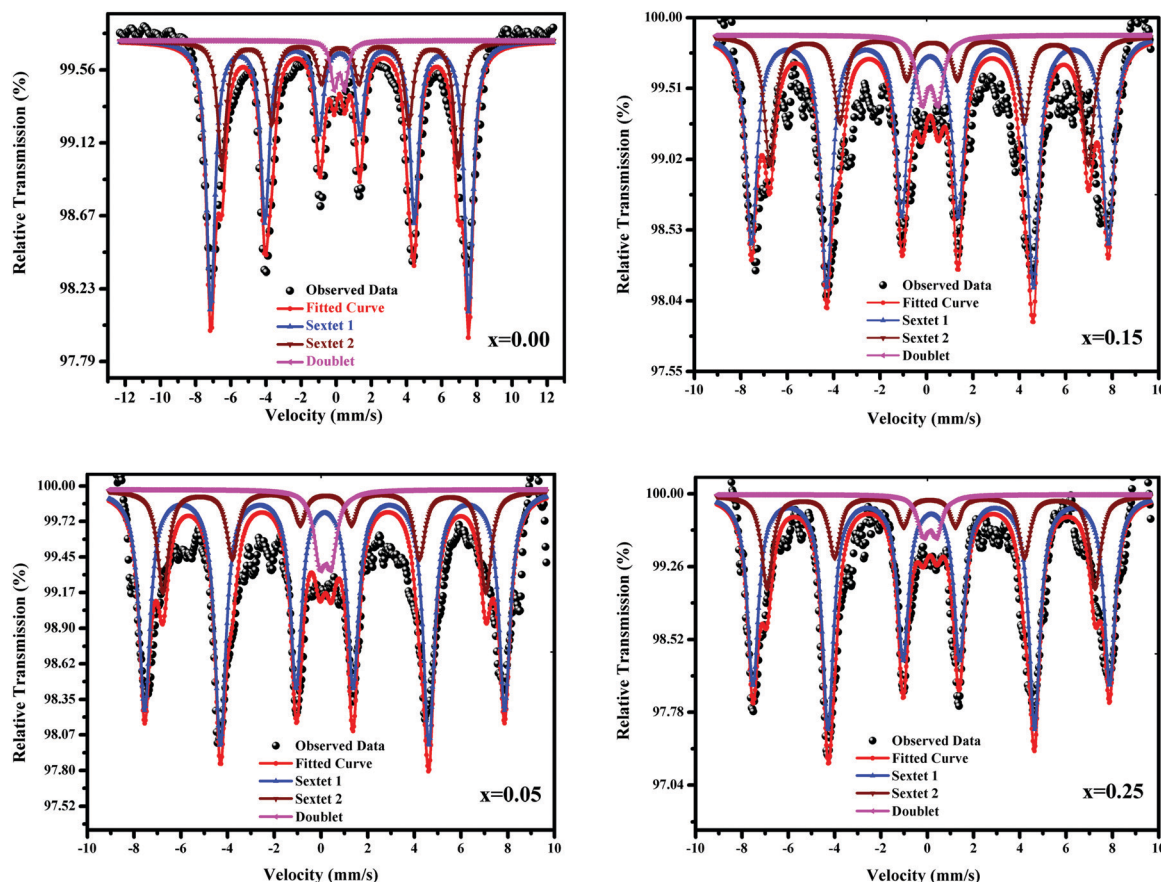 Relative Transmission (%)
99.56
99.12
98.67
98.23
97.79
Observed Data
Fitted Curve
Sextet 1
Sextet 2
Doublet
x=0.00
-12 -10 -8 -6 -4 -2 0 2 4 6 8 10 12
Velocity (mm/s)
Relative Transmission (%)
100.00
99.51
99.02
98.53
98.04
97.55
Observed Data
Fitted Curve
Sextet 1
Sextet 2
Doublet
x=0.15
-10 -8 -6 -4 -2 0 2 4 6 8 10
Velocity (mm/s)
Relative Transmission (%)
100.00
99.72
99.45
99.17
98.90
98.62
98.35
98.07
97.80
97.52
Observed Data
Fitted Curve
Sextet 1
Sextet 2
Doublet
x=0.05
-10 -8 -6 -4 -2 0 2 4 6 8 10
Velocity (mm/s)
Relative Transmission (%)
100.00
99.26
98.52
97.78
97.04
Observed Data
Fitted Curve
Sextet 1
Sextet 2
Doublet
x=0.25
-10 -8 -6 -4 -2 0 2 4 6 8 10
Velocity (mm/s)